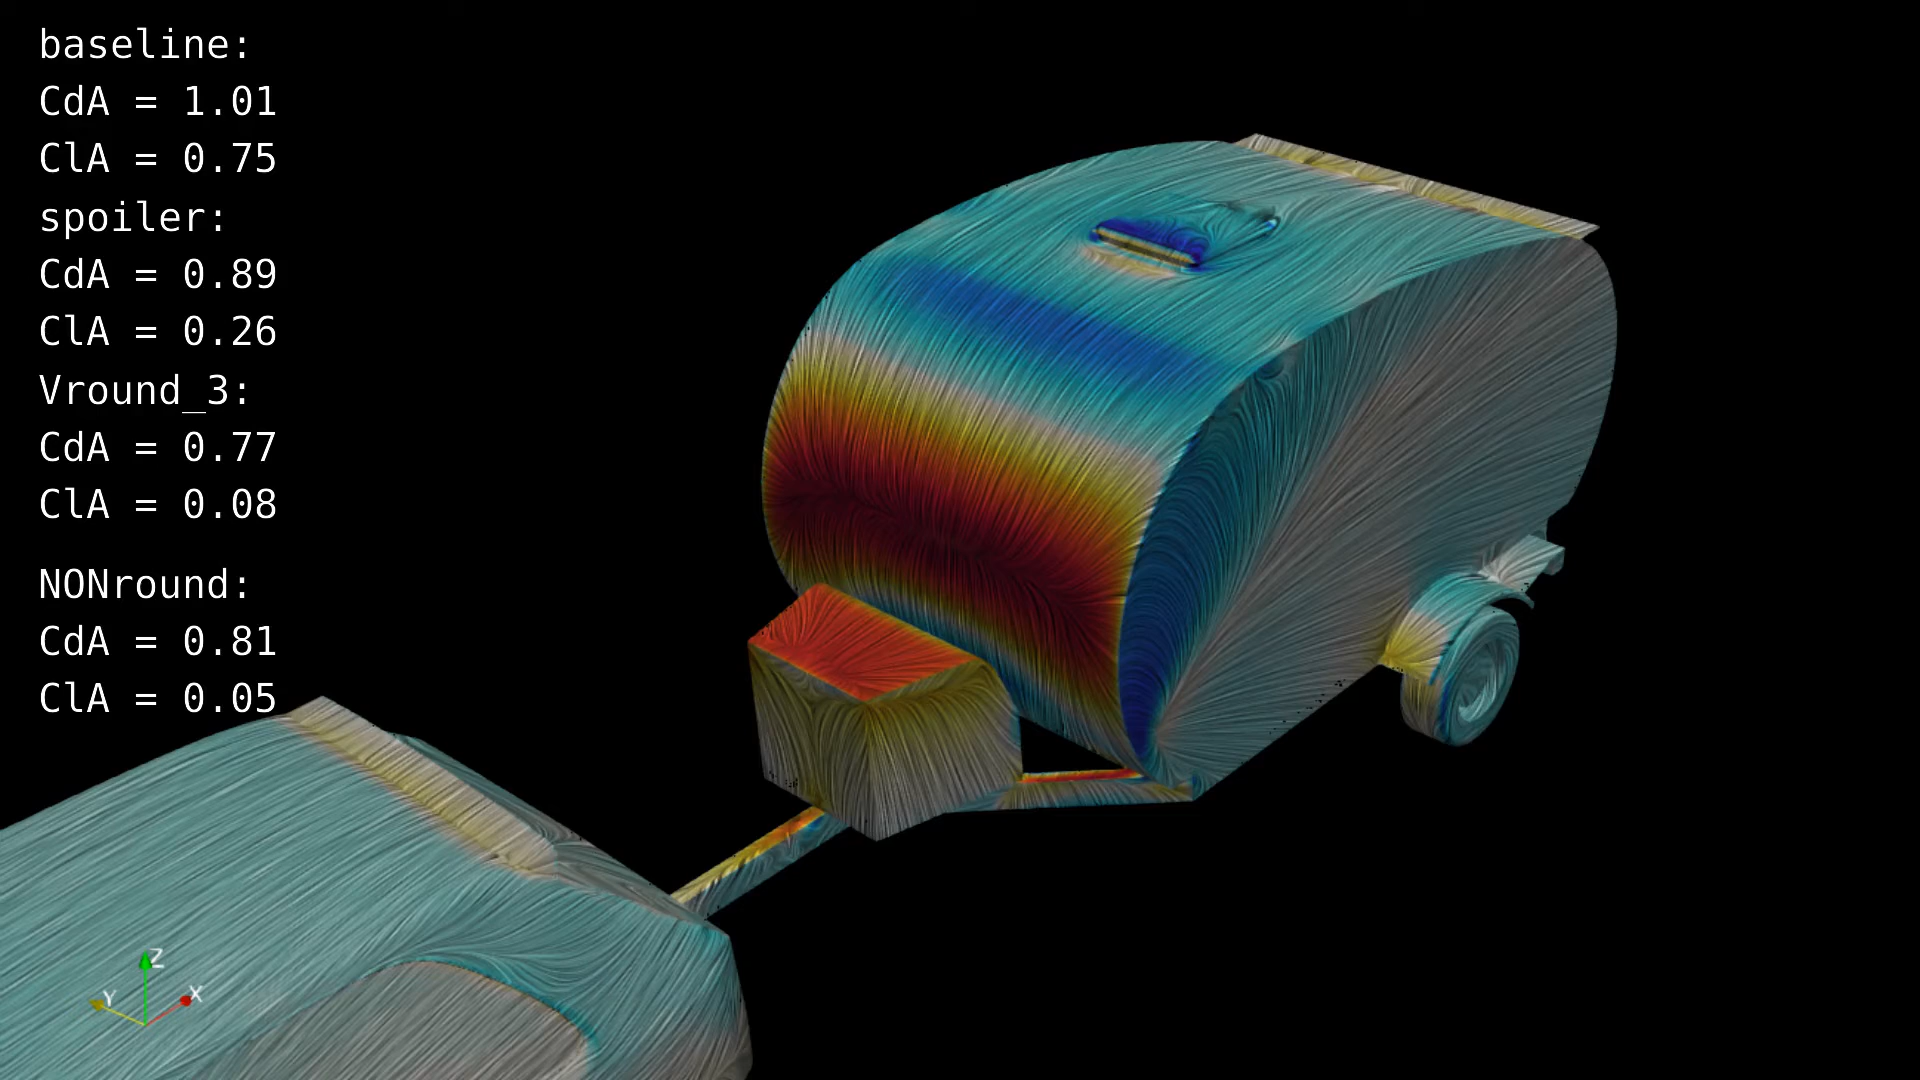 baseline:
CdA = 1.01
ClA = 0.75
spoiler:
CdA = 0.89
ClA = 0.26
Vround_3:
CdA = 0.77
ClA = 0.08
NONround:
CdA = 0.81
ClA = 0.05
Z
Y
X